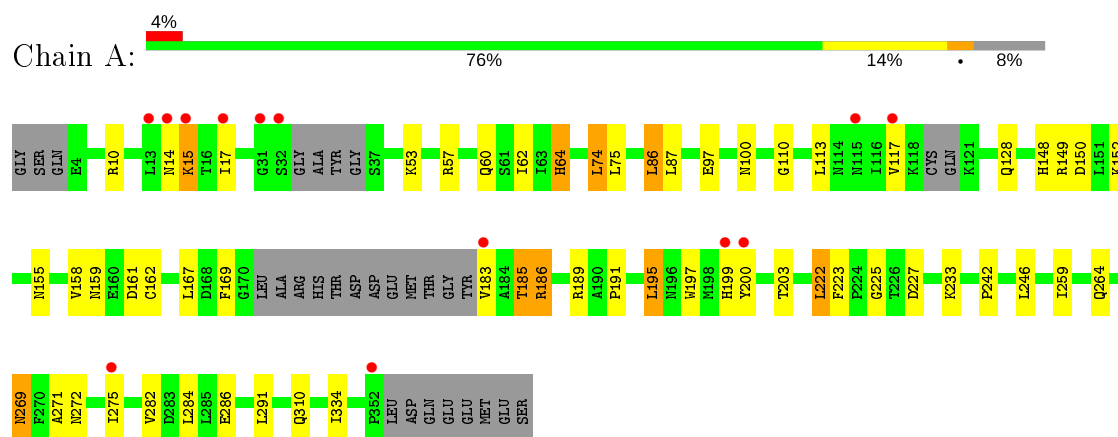 4%
Chain A:
76% 14% • 8%
GLY SER GLN E4 R10 L13 N14 K15 T16 I17 G31 S32 GLY ALA TYR GLY S37 K53 R57 Q60 S61 I62 I63 H64 L74 L75 L86 L87 E97 N100 G110 L113 N114 N115 I116 V117 K118 CYS GLN K121 Q128 H148 R149 D150 L151 K152
N155 V158 N159 E160 D161 C162 L167 D168 F169 G170 LEU ALA ARG HIS THR ASP ASP GLU MET THR GLY TYR V183 A184 T185 R186 R189 A190 P191 L195 N196 W197 M198 H199 Y200 T203 L222 F223 P224 G225 T226 D227 K233 P242 L246 I259 Q264
N269 F270 A271 N272 I275 V282 D283 L284 L285 E286 L291 Q310 I334 P352 LEU ASP GLN GLU GLU MET GLU SER